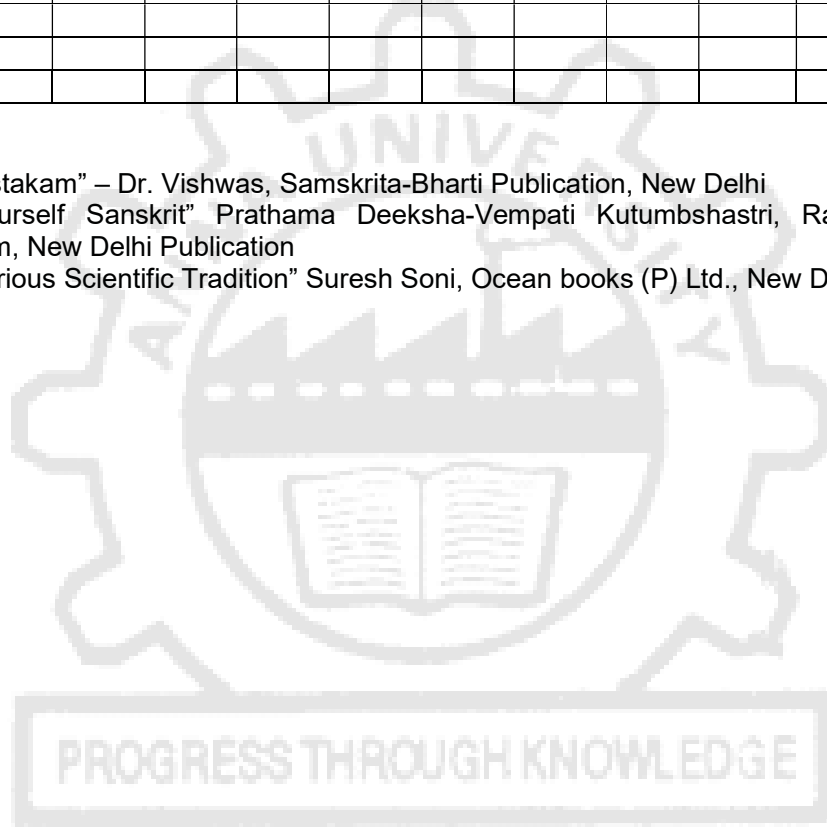 stakam” – Dr. Vishwas, Samskrita-Bharti Publication, New Delhi
urself Sanskrit” Prathama Deeksha-Vempati Kutumbshastri, Ra
m, New Delhi Publication
rious Scientific Tradition” Suresh Soni, Ocean books (P) Ltd., New D
UNIVERSITY
PROGRESS THROUGH KNOWLEDGE